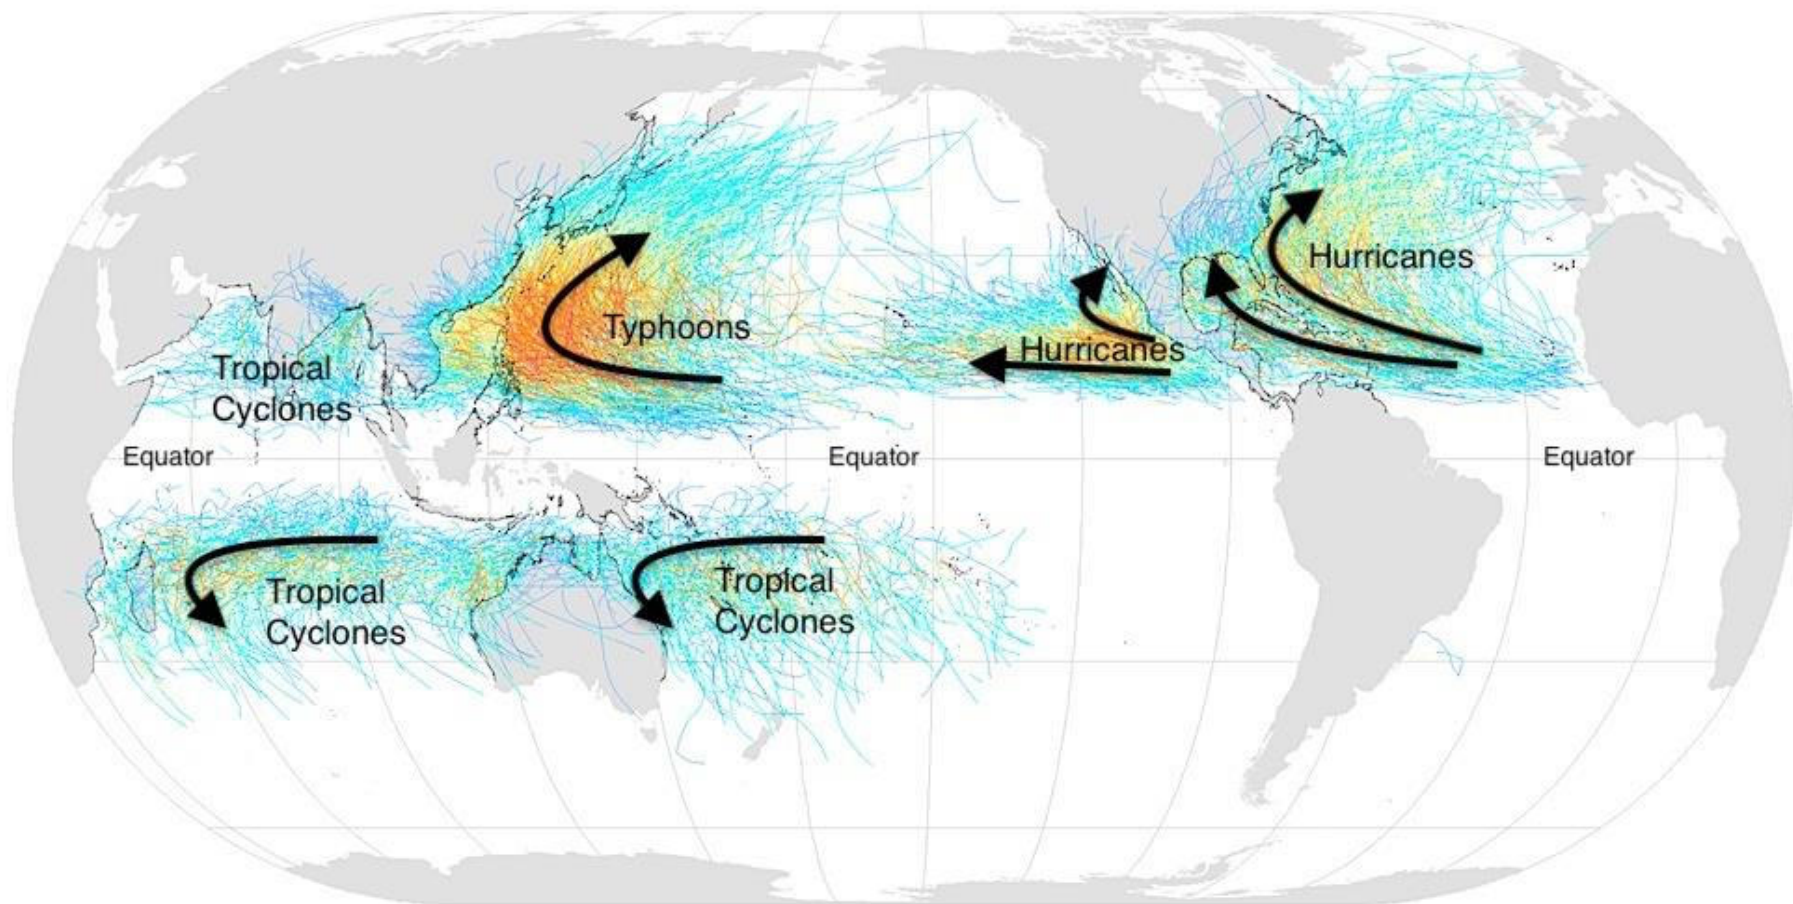 Hurricanes
Typhoons
Hurricanes
Tropical
Cyclones
Equator
Equator
Equator
Tropical
Cyclones
Tropical
Cyclones